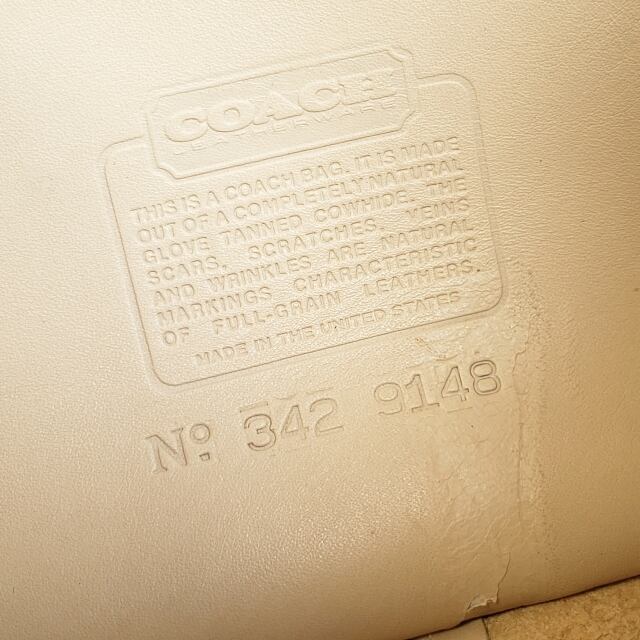 COACH
LEATHERWARE
THIS IS A COACH BAG. IT IS MADE
OUT OF A COMPLETELY NATURAL
GLOVE TANNED COWHIDE. THE
SCARS, SCRATCHES, VEINS
AND WRINKLES ARE NATURAL
MARKINGS CHARACTERISTIC
OF FULL-GRAIN LEATHERS.
MADE IN THE UNITED STATES
Nº 342 9148